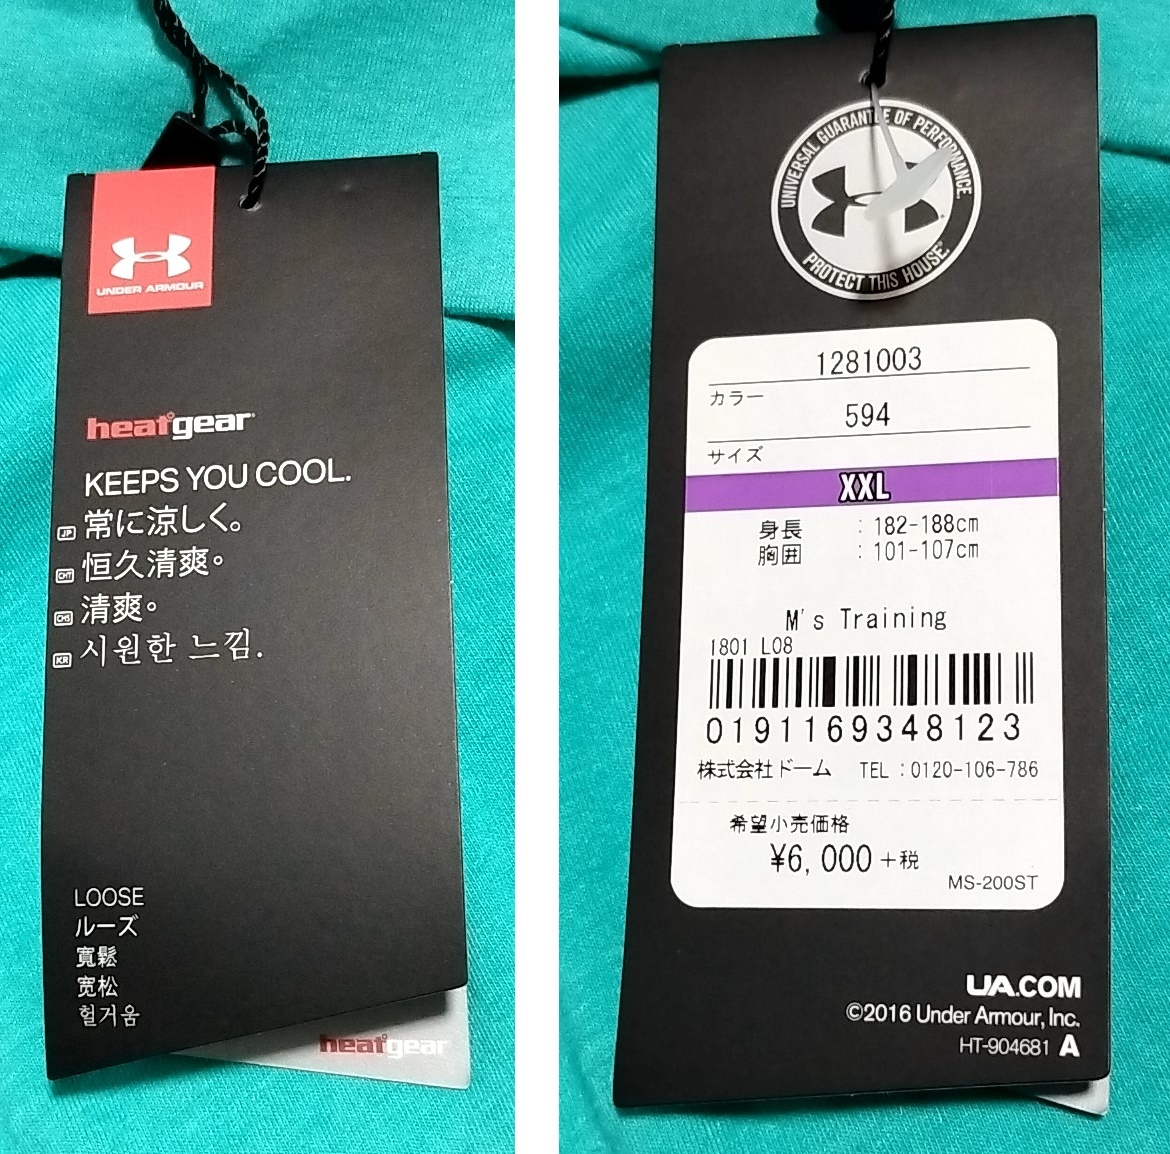 UNDER ARMOUR
heatgear
KEEPS YOU COOL.
JP 常に涼しく。
CHT 恒久清爽。
CHS 清爽。
KR 시원한 느낌.
LOOSE
ルーズ
寬鬆
宽松
헐거움
heatgear
UNIVERSAL GUARANTEE OF PERFORMANCE.
PROTECT THIS HOUSE.
1281003
カラー
594
サイズ
XXL
身長 : 182-188cm
胸囲 : 101-107cm
M's Training
1801 L08
0191169348123
株式会社ドーム TEL :0120-106-786
希望小売価格
¥6,000+税
MS-200ST
UA.COM
©2016 Under Armour, Inc.
HT-904681 A